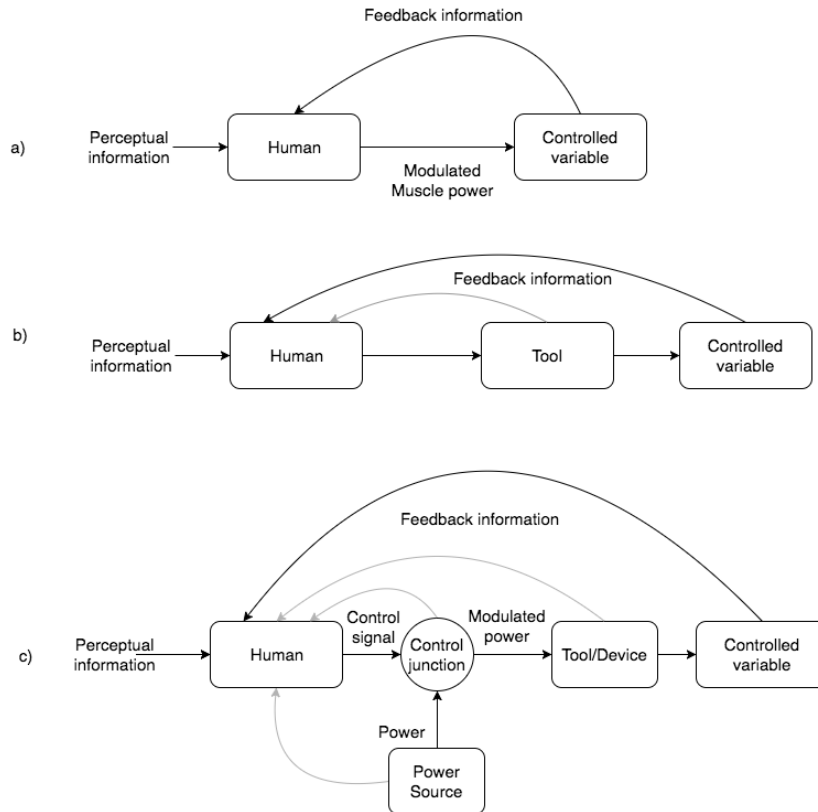 Feedback information
a)
Perceptual
information
Human
Modulated
Muscle power
Controlled
variable
Feedback information
b)
Perceptual
information
Human
Tool
Controlled
variable
Feedback information
c)
Perceptual
information
Human
Control
signal
Control
junction
Modulated
power
Tool/Device
Controlled
variable
Power
Power
Source